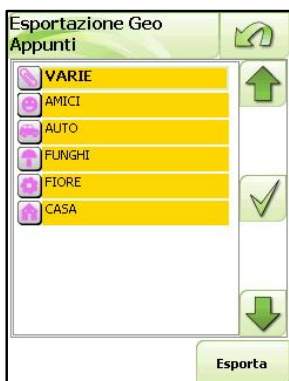 Esportazione Geo
Appunti
VARIE
AMICI
AUTO
FUNGHI
FIORE
CASA
Esporta